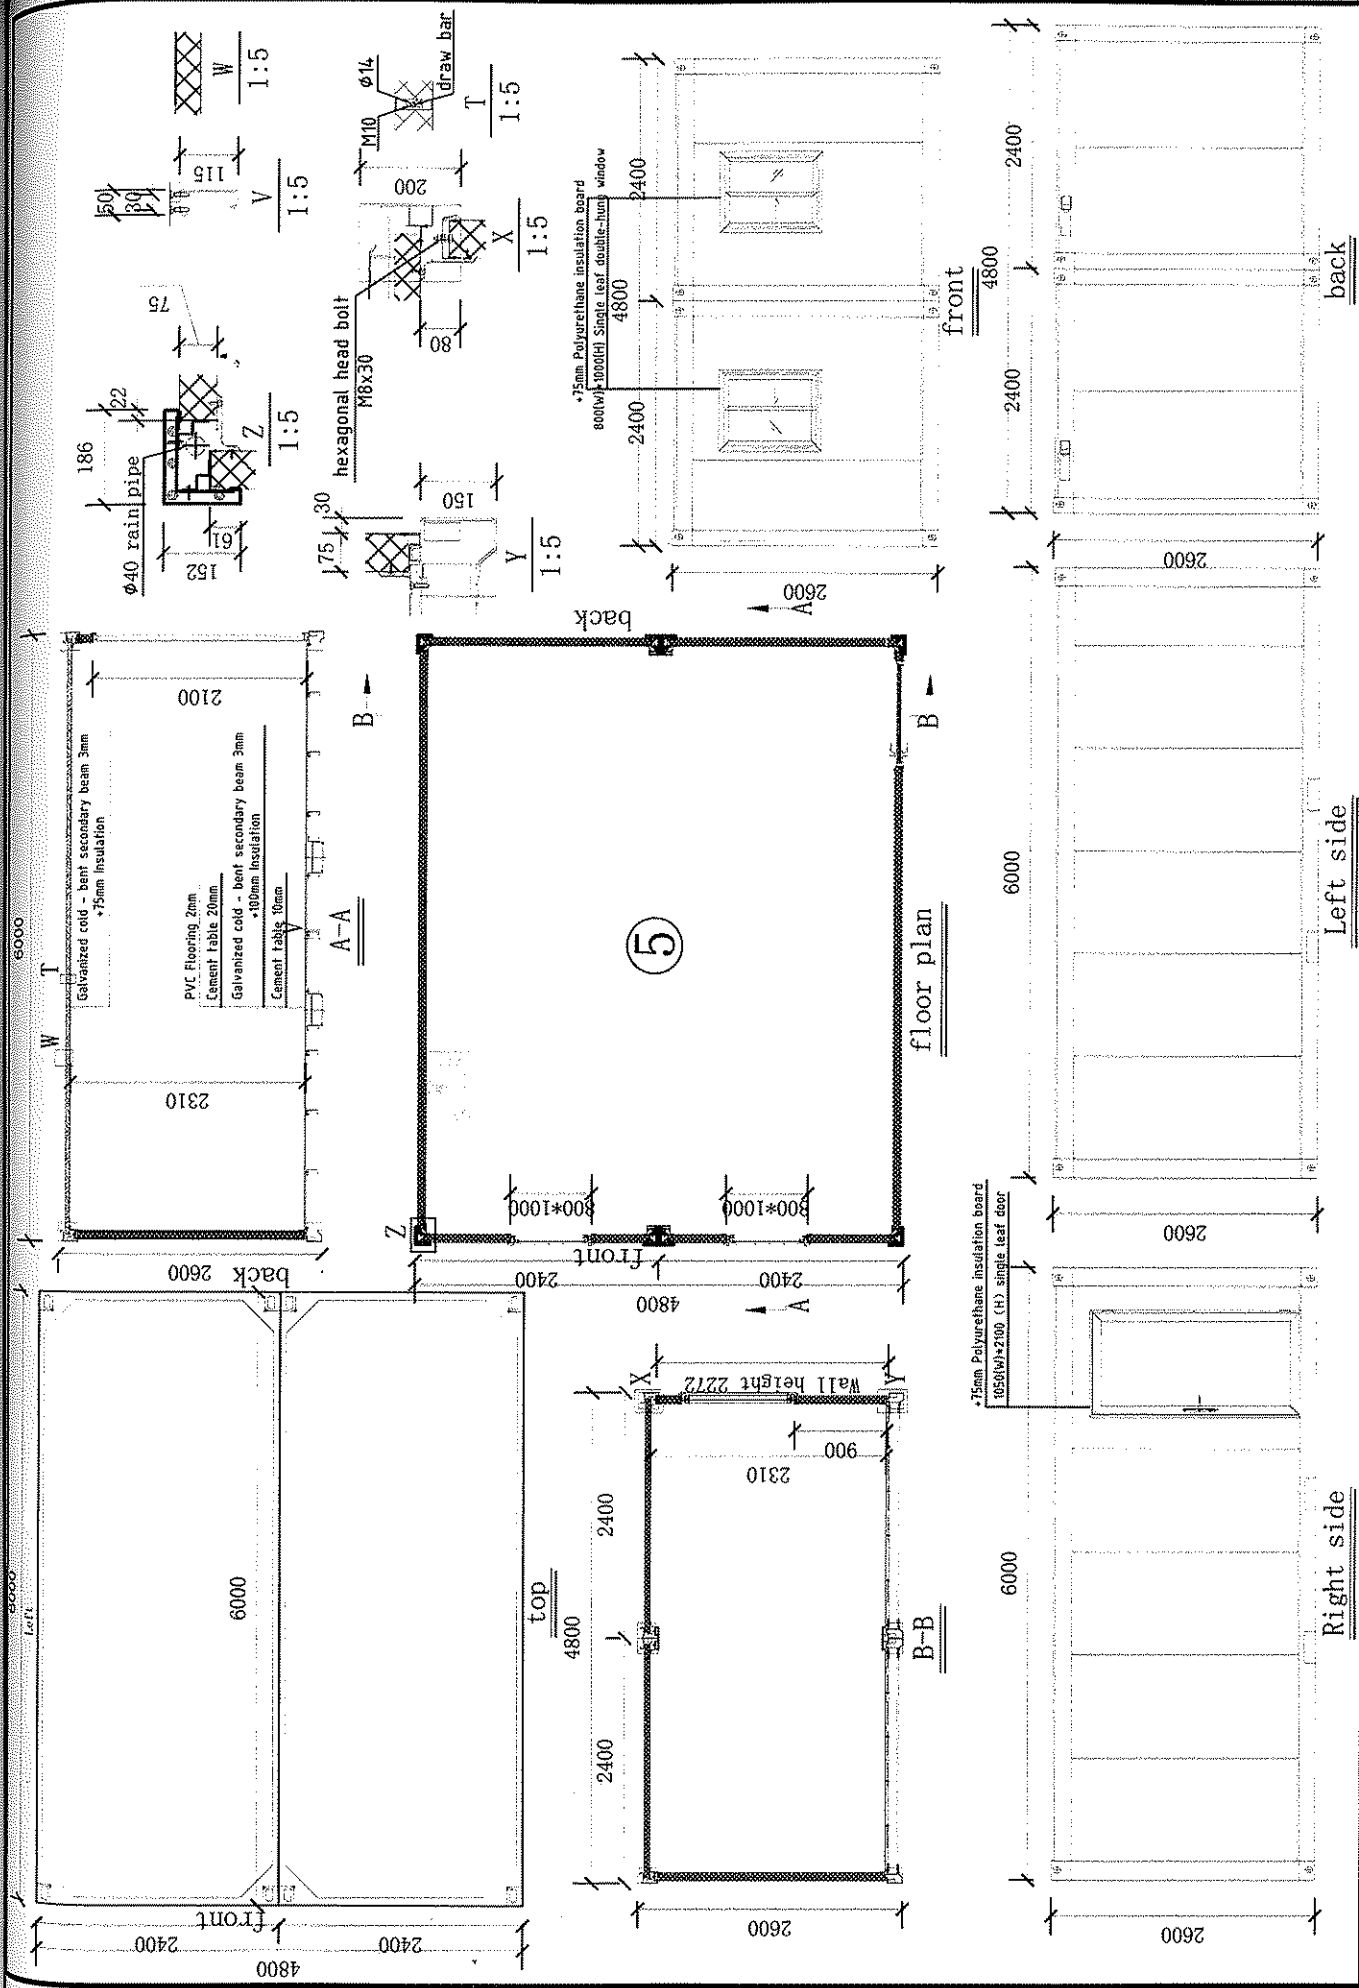 6000
Left
6000
2400
2400
4800
front
back
top
6000
W
T
Galvanized cold - bent secondary beam 3mm
+75mm Insulation
PVC Flooring 2mm
Cement table 20mm
Galvanized cold - bent secondary beam 3mm
+100mm Insulation
Cement table 10mm
V
2310
2100
2600
A-A
Φ40 rain pipe
186
22
75
152
61
Z
1:5
50
30
115
V
1:5
W
1:5
75
30
150
Y
1:5
hexagonal head bolt
M8x30
80
200
X
1:5
M10
Φ14
draw bar
T
1:5
4800
2400
2400
2600
2310
900
Wall height 2272
X
Y
B-B
Z
front
back
800*1000
800*1000
2400
2400
4800
A
A
B
B
5
floor plan
+75mm Polyurethane insulation board
800(W)*1000(H) Single leaf double-hung window
2400
4800
2400
2600
front
6000
+75mm Polyurethane insulation board
1050(W)*2100 (H) single leaf door
2600
Right side
6000
2600
Left side
2400
4800
2400
2600
back